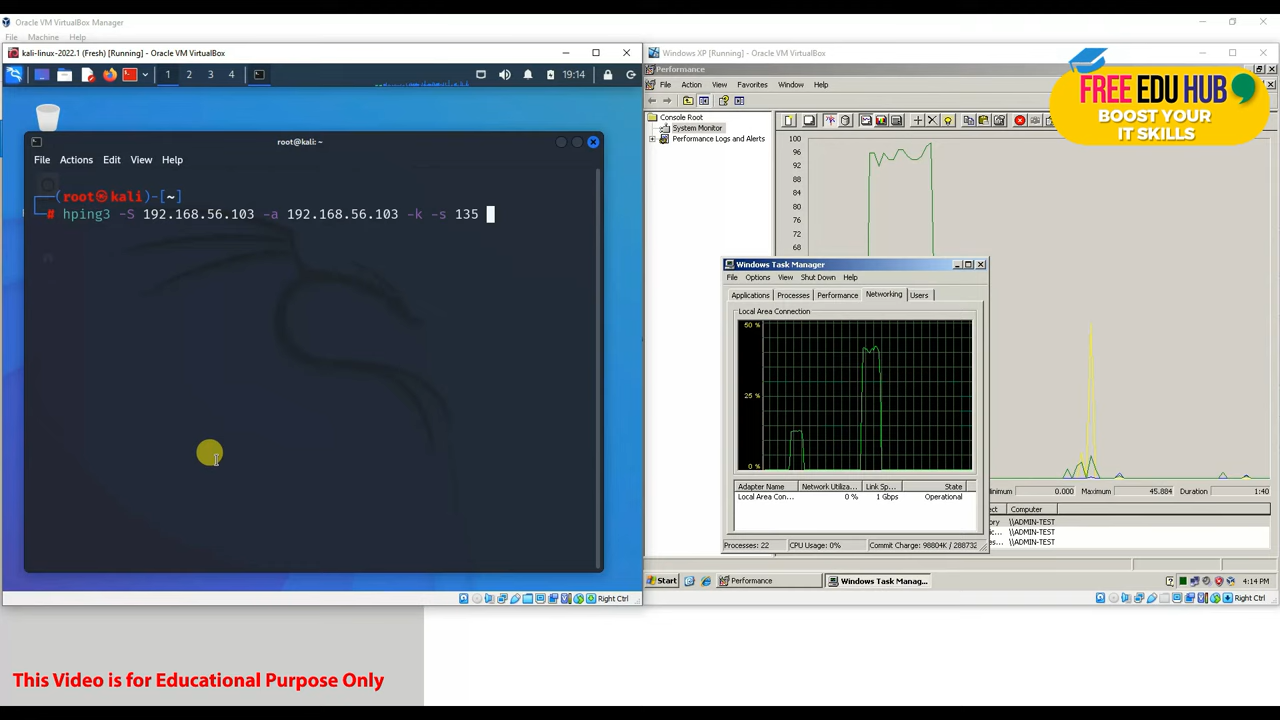 Oracle VM VirtualBox Manager
File Machine Help
kali-linux-2022.1 (Fresh) [Running] - Oracle VM VirtualBox
1 2 3 4
19:14
root@kali: ~
File Actions Edit View Help
(root㉿kali)-[~]
# hping3 -S 192.168.56.103 -a 192.168.56.103 -k -s 135
Right Ctrl
Windows XP [Running] - Oracle VM VirtualBox
Performance
File Action View Favorites Window Help
Console Root
System Monitor
Performance Logs and Alerts
100
96
92
88
84
80
76
72
68
FREE EDU HUB
BOOST YOUR
IT SKILLS
Windows Task Manager
File Options View Shut Down Help
Applications Processes Performance Networking Users
Local Area Connection
50 %
25 %
0 %
Adapter Name Network Utiliza... Link Sp... State
Local Area Con... 0 % 1 Gbps Operational
Processes: 22 CPU Usage: 0% Commit Charge: 98804K / 288732
0.000 Maximum 45.884 Duration 1:40
Computer
\\ADMIN-TEST
\\ADMIN-TEST
\\ADMIN-TEST
Start Performance Windows Task Manag... 4:14 PM
Right Ctrl
This Video is for Educational Purpose Only